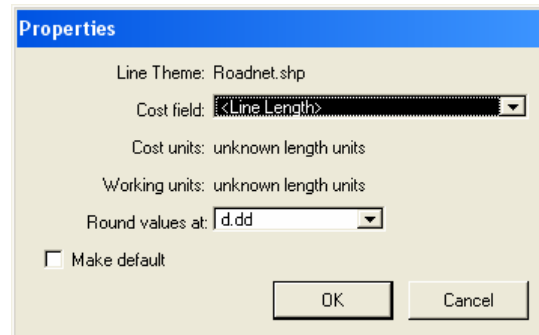 Properties
Line Theme: Roadnet.shp
Cost field: <Line Length>
Cost units: unknown length units
Working units: unknown length units
Round values at: d.dd
Make default
OK Cancel